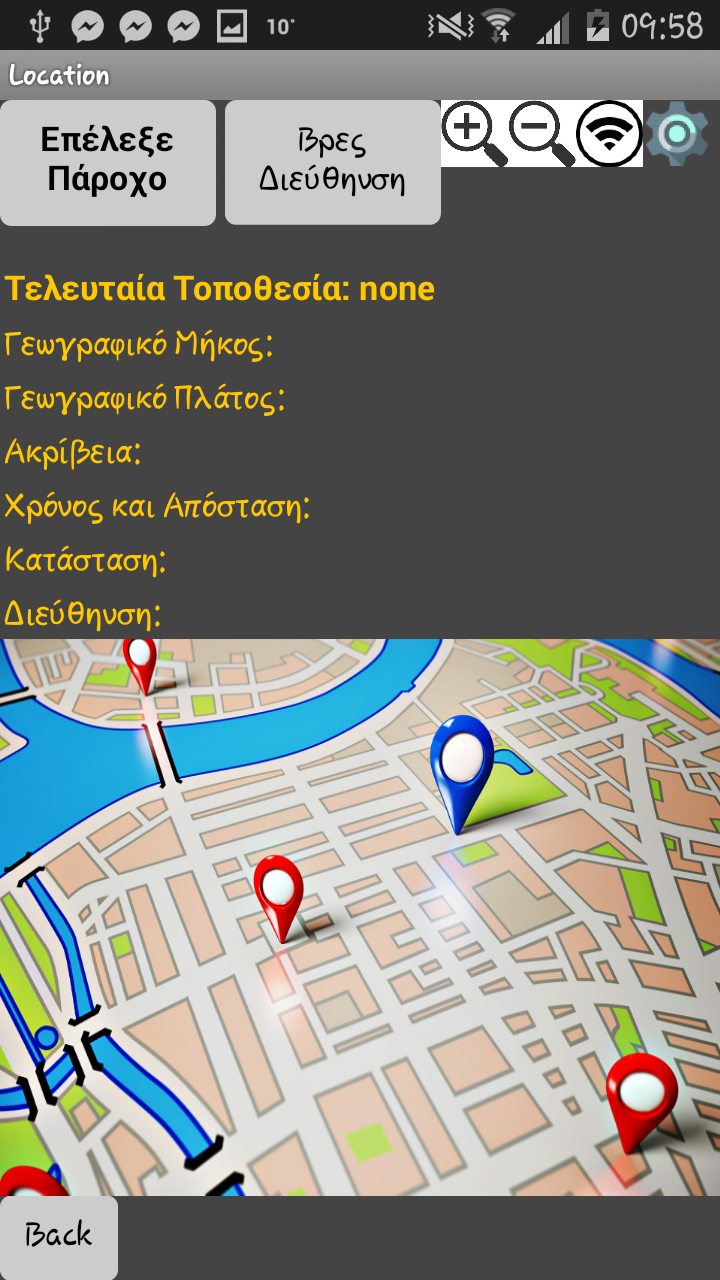 10°
09:58
Location
Επέλεξε
Πάροχο
Βρες
Διεύθηνση
Τελευταία Τοποθεσία: none
Γεωγραφικό Μήκος:
Γεωγραφικό Πλάτος:
Ακρίβεια:
Χρόνος και Απόσταση:
Κατάσταση:
Διεύθηνση:
Back